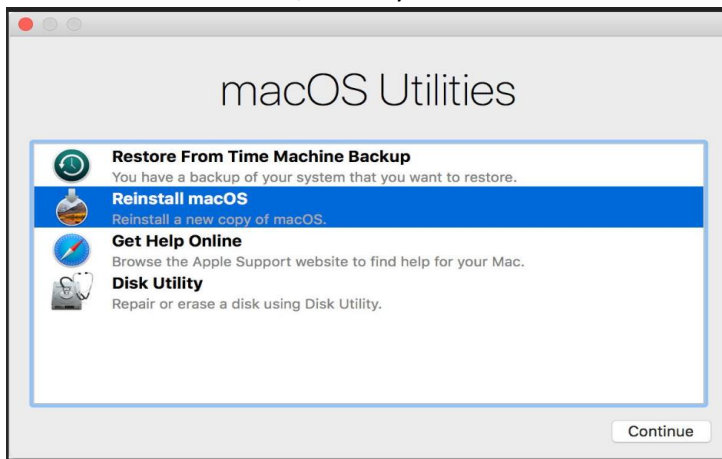 macOS Utilities
Restore From Time Machine Backup
You have a backup of your system that you want to restore.
Reinstall macOS
Reinstall a new copy of macOS.
Get Help Online
Browse the Apple Support website to find help for your Mac.
Disk Utility
Repair or erase a disk using Disk Utility.
Continue